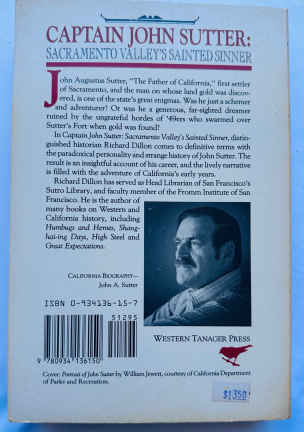 CAPTAIN JOHN SUTTER:
SACRAMENTO VALLEY'S SAINTED SINNER
John Augustus Sutter, "The Father of California," first settler
of Sacramento, and the man on whose land gold was discov-
ered, is one of the state's great enigmas. Was he just a schemer
and adventurer? Or was he a generous, far-sighted dreamer
ruined by the ungrateful hordes of '49ers who swarmed over
Sutter's Fort when gold was found?
In Captain John Sutter: Sacramento Valley's Sainted Sinner, distin-
guished historian Richard Dillon comes to definitive terms with
the paradoxical personality and strange history of John Sutter. The
result is an insightful account of his career, and the lively narrative
is filled with the adventure of California's early years.
Richard Dillon has served as Head Librarian of San Francisco's
Sutro Library, and faculty member of the Fromm Institute of San
Francisco. He is the author of
many books on Western and
California history, including
Humbugs and Heroes, Shang-
hai-ing Days, High Steel and
Great Expectations.
CALIFORNIA BIOGRAPHY—
John A. Sutter
ISBN 0-934136-15-7
51295
9 780934 136150
WESTERN TANAGER PRESS
Cover: Portrait of John Sutter by William Jewett, courtesy of California Department
of Parks and Recreation.
$13.50